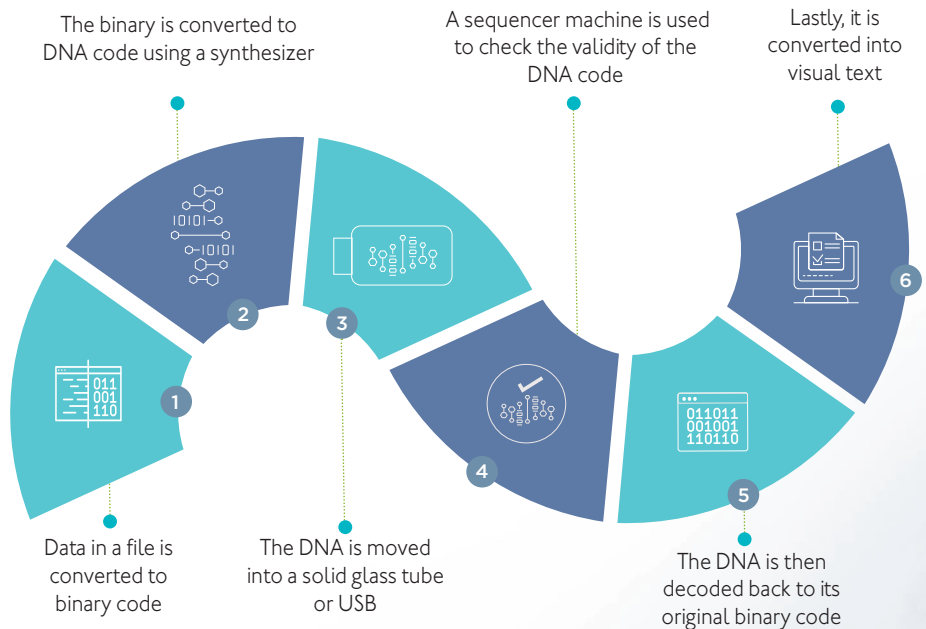 The binary is converted to
DNA code using a synthesizer
A sequencer machine is used
to check the validity of the
DNA code
Lastly, it is
converted into
visual text
10101
10101
2
3
6
011
001
110
1
4
011011
001001
110110
5
Data in a file is
converted to
binary code
The DNA is moved
into a solid glass tube
or USB
The DNA is then
decoded back to its
original binary code